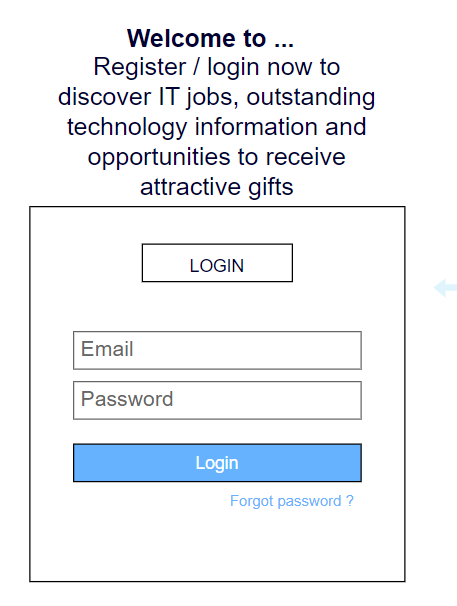 Welcome to ...
Register / login now to
discover IT jobs, outstanding
technology information and
opportunities to receive
attractive gifts
LOGIN
Email
Password
Login
Forgot password ?